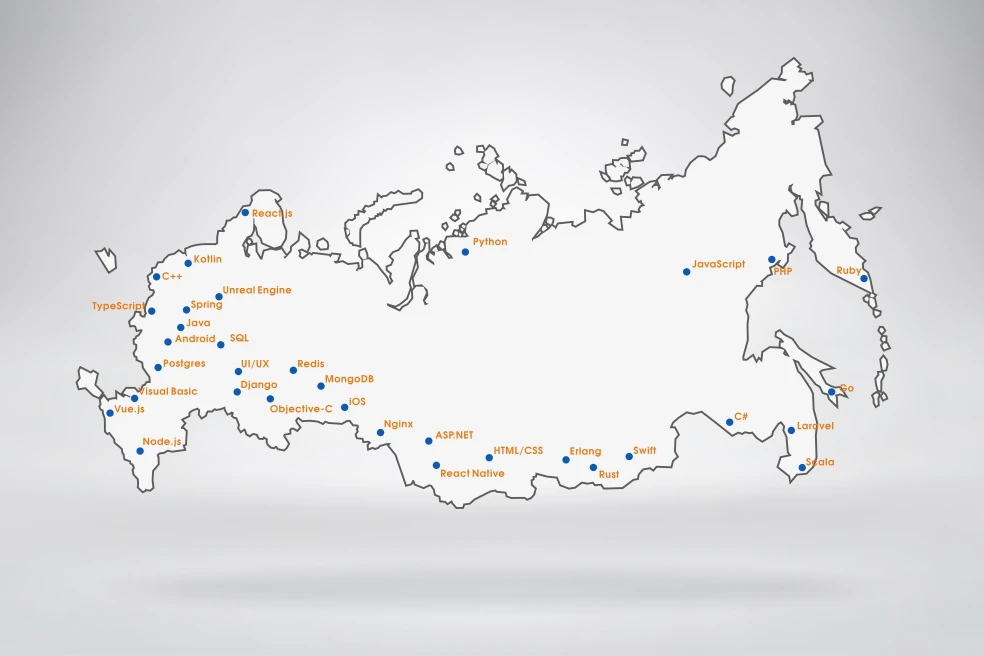 React.js
Python
Kotlin
JavaScript
C++
PHP
Ruby
Unreal Engine
TypeScript
Spring
Java
Android
SQL
Postgres
UI/UX
Redis
MongoDB
Django
Visual Basic
Go
iOS
Vue.js
Objective-C
C#
Nginx
Laravel
ASP.NET
Node.js
HTML/CSS
Erlang
Swift
Scala
React Native
Rust